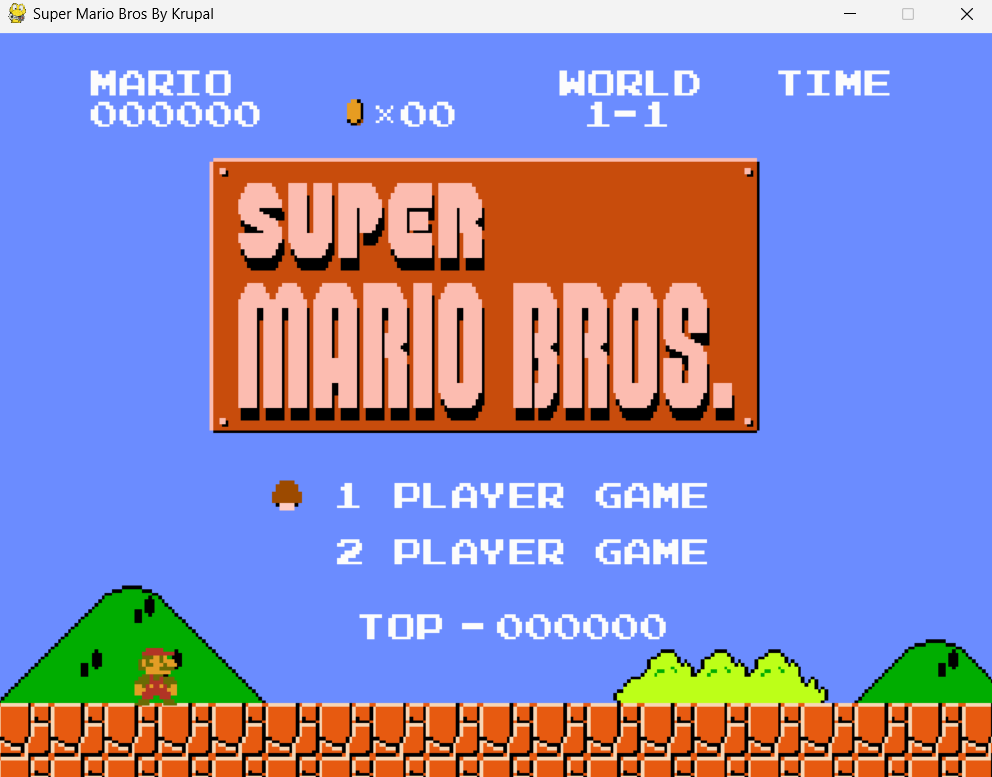 Super Mario Bros By Krupal
MARIO WORLD TIME
000000 ×00 1-1
SUPER
MARIO BROS.
1 PLAYER GAME
2 PLAYER GAME
TOP - 000000